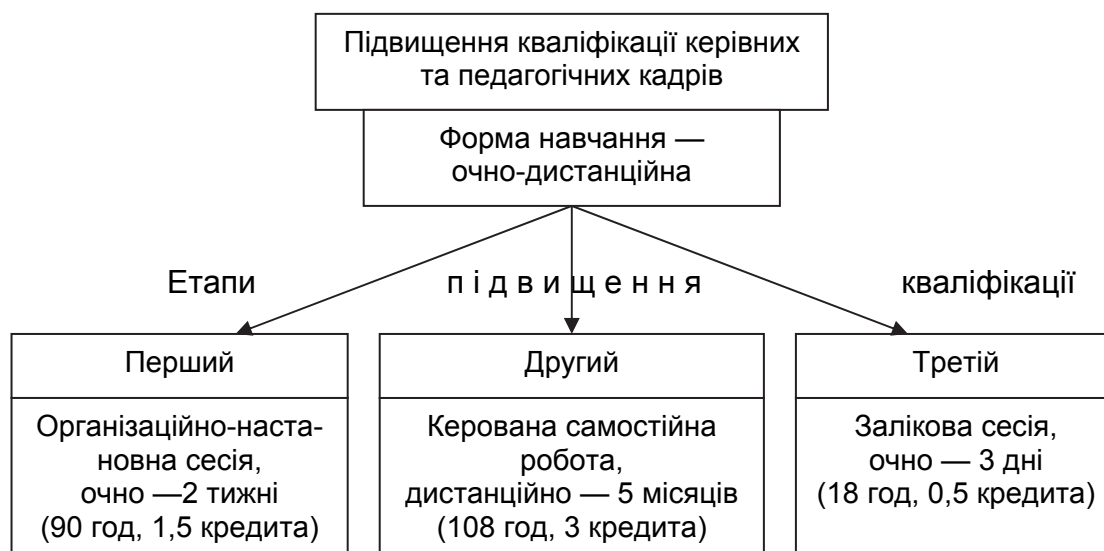 Підвищення кваліфікації керівних
та педагогічних кадрів
Форма навчання —
очно-дистанційна
Етапи підвищення кваліфікації
Перший
Організаційно-наста-
новна сесія,
очно —2 тижні
(90 год, 1,5 кредита)
Другий
Керована самостійна
робота,
дистанційно — 5 місяців
(108 год, 3 кредита)
Третій
Залікова сесія,
очно — 3 дні
(18 год, 0,5 кредита)